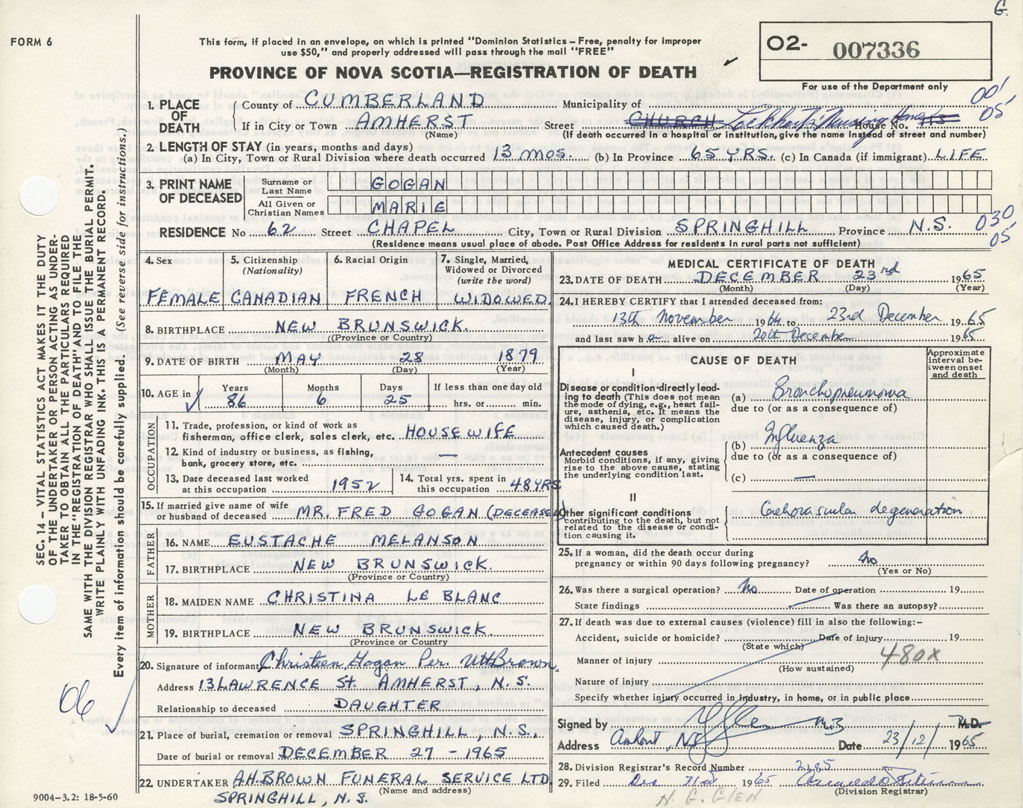 G.
FORM 6
This form, if placed in an envelope, on which is printed "Dominion Statistics – Free, penalty for improper
use $50," and properly addressed will pass through the mail "FREE"
PROVINCE OF NOVA SCOTIA—REGISTRATION OF DEATH
O2- 007336
For use of the Department only
001
05
1. PLACE OF DEATH
County of CUMBERLAND Municipality of
If in City or Town AMHERST Street CHURCH Lockhart's Nursing Home House No.
(Name) (If death occurred in a hospital or institution give its name instead of street and number)
2. LENGTH OF STAY (in years, months and days)
(a) In City, Town or Rural Division where death occurred 13 MOS. (b) In Province 65 YRS. (c) In Canada (if immigrant) LIFE
3. PRINT NAME OF DECEASED
Surname or Last Name GOGAN
All Given or Christian Names MARIE
RESIDENCE No 62 Street CHAPEL City, Town or Rural Division SPRINGHILL Province N.S. 030
05
(Residence means usual place of abode. Post Office Address for residents in rural parts not sufficient)
4. Sex FEMALE
5. Citizenship (Nationality) CANADIAN
6. Racial Origin FRENCH
7. Single, Married, Widowed or Divorced (write the word) WIDOWED.
8. BIRTHPLACE NEW BRUNSWICK.
(Province or Country)
9. DATE OF BIRTH MAY 28 1879
(Month) (Day) (Year)
10. AGE in Years 86 Months 6 Days 25 If less than one day old hrs. or min.
OCCUPATION
11. Trade, profession, or kind of work as fisherman, office clerk, sales clerk, etc. HOUSEWIFE
12. Kind of industry or business, as fishing, bank, grocery store, etc. —
13. Date deceased last worked at this occupation 1952
14. Total yrs. spent in this occupation 48 YRS
15. If married give name of wife or husband of deceased MR. FRED GOGAN (DECEASED)
FATHER
16. NAME EUSTACHE MELANSON
17. BIRTHPLACE NEW BRUNSWICK.
(Province or Country)
MOTHER
18. MAIDEN NAME CHRISTINA LE BLANC
19. BIRTHPLACE NEW BRUNSWICK.
(Province or Country)
20. Signature of informant Christeen Gogan Per. WHBrown.
Address 13 LAWRENCE St. AMHERST, N.S.
Relationship to deceased DAUGHTER
21. Place of burial, cremation or removal SPRINGHILL, N.S.,
Date of burial or removal DECEMBER 27 – 1965
22. UNDERTAKER A.H. BROWN FUNERAL SERVICE LTD.
(Name and address)
SPRINGHILL, N.S.
MEDICAL CERTIFICATE OF DEATH
23. DATE OF DEATH DECEMBER 23rd 1965
(Month) (Day) (Year)
24. I HEREBY CERTIFY that I attended deceased from:
13th November 1964 to 23rd December 1965
and last saw h alive on 20th December 1965
CAUSE OF DEATH
Approximate interval between onset and death
I
Disease or condition directly leading to death (This does not mean the mode of dying, e.g., heart failure, asthenia, etc. It means the disease, injury, or complication which caused death.)
(a) Bronchopneumonia
due to (or as a consequence of)
(b) Influenza
due to (or as a consequence of)
Antecedent causes
Morbid conditions, if any, giving rise to the above cause, stating the underlying condition last.
(c) —
II
Other significant conditions contributing to the death, but not related to the disease or condition causing it.
degeneration
25. If a woman, did the death occur during pregnancy or within 90 days following pregnancy? No
(Yes or No)
26. Was there a surgical operation? No Date of operation 19
State findings Was there an autopsy?
27. If death was due to external causes (violence) fill in also the following:-
Accident, suicide or homicide? Date of injury 19
(State which)
Manner of injury 480X
(How sustained)
Nature of injury
Specify whether injury occurred in industry, in home, or in public place
Signed by M.D.
Address Amherst, NS Date 23/12/1965
28. Division Registrar's Record Number
29. Filed Dec 1965
(Division Registrar)
H. G. GLEN
SEC. 14 – VITAL STATISTICS ACT MAKES IT THE DUTY
OF THE UNDERTAKER OR PERSON ACTING AS UNDER-
TAKER TO OBTAIN ALL THE PARTICULARS REQUIRED
IN THE "REGISTRATION OF DEATH" AND TO FILE THE
SAME WITH THE DIVISION REGISTRAR WHO SHALL ISSUE THE BURIAL PERMIT.
WRITE PLAINLY WITH UNFADING INK. THIS IS A PERMANENT RECORD.
Every item of information should be carefully supplied. (See reverse side for instructions.)
06
9004-3.2: 18-5-60